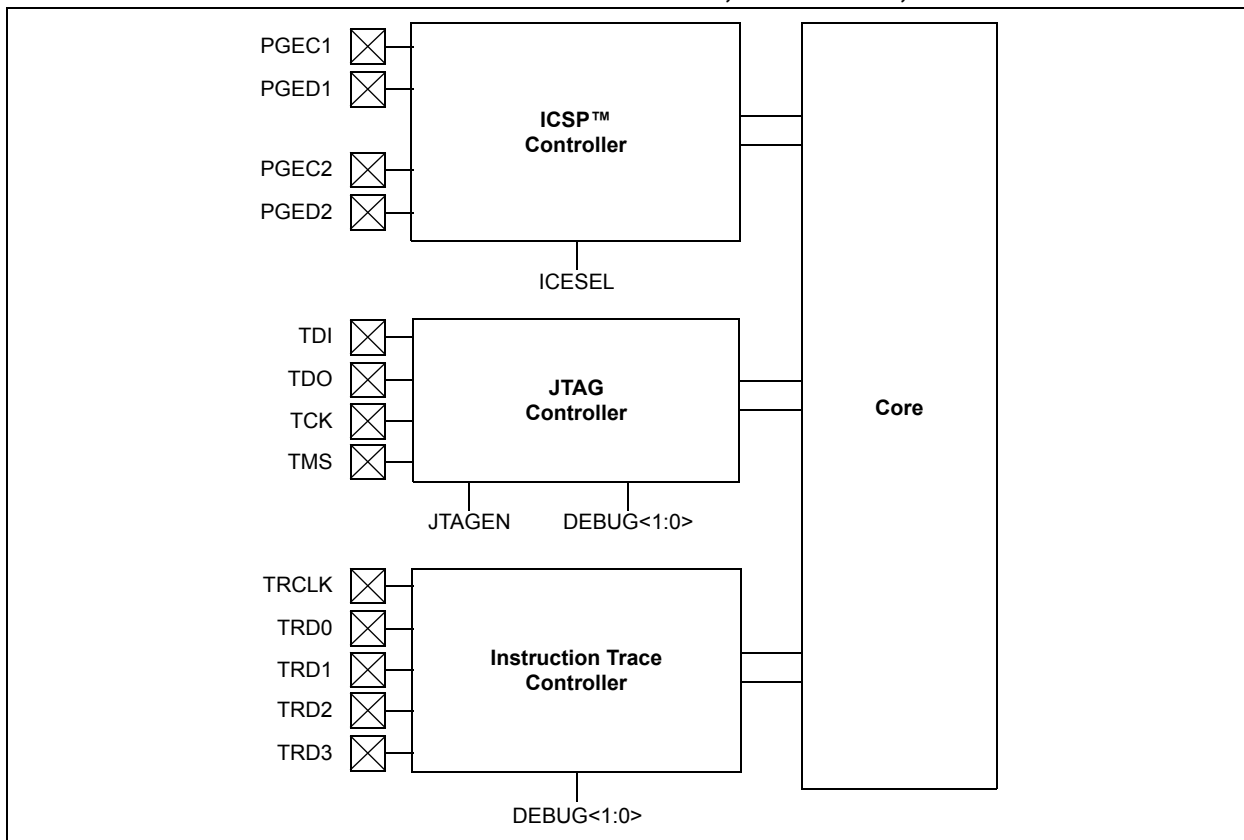 PGEC1
PGED1
ICSP™
Controller
PGEC2
PGED2
ICESEL
TDI
TDO
JTAG
Controller
Core
TCK
TMS
JTAGEN
DEBUG<1:0>
TRCLK
TRD0
Instruction Trace
Controller
TRD1
TRD2
TRD3
DEBUG<1:0>